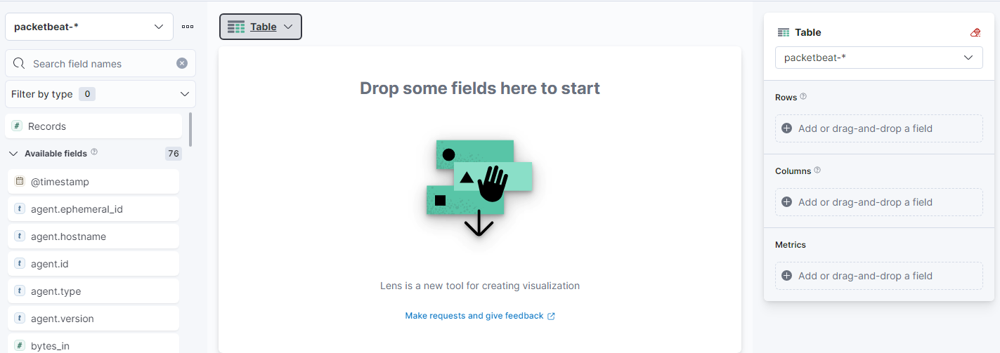 packetbeat-*
Search field names
Filter by type 0
# Records
Available fields ? 76
@timestamp
t agent.ephemeral_id
t agent.hostname
t agent.id
t agent.type
t agent.version
# bytes_in
Table
Drop some fields here to start
Lens is a new tool for creating visualization
Make requests and give feedback
Table
packetbeat-*
Rows ?
Add or drag-and-drop a field
Columns ?
Add or drag-and-drop a field
Metrics
Add or drag-and-drop a field